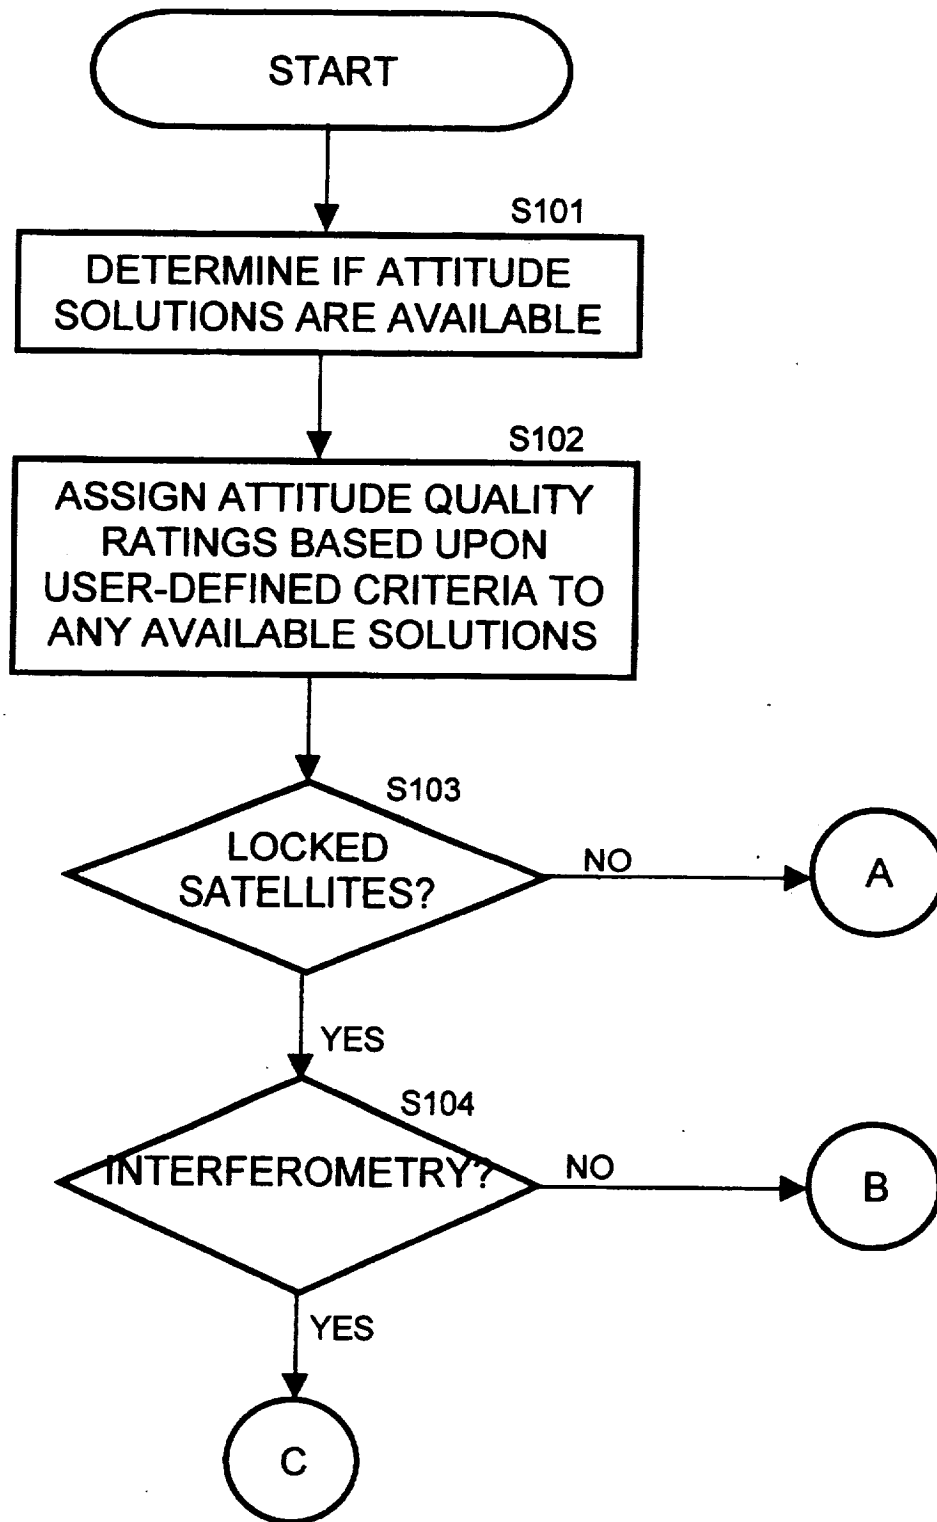 START
S101
DETERMINE IF ATTITUDE
SOLUTIONS ARE AVAILABLE
S102
ASSIGN ATTITUDE QUALITY
RATINGS BASED UPON
USER-DEFINED CRITERIA TO
ANY AVAILABLE SOLUTIONS
S103
LOCKED
SATELLITES?
NO
A
YES
S104
INTERFEROMETRY?
NO
B
YES
C